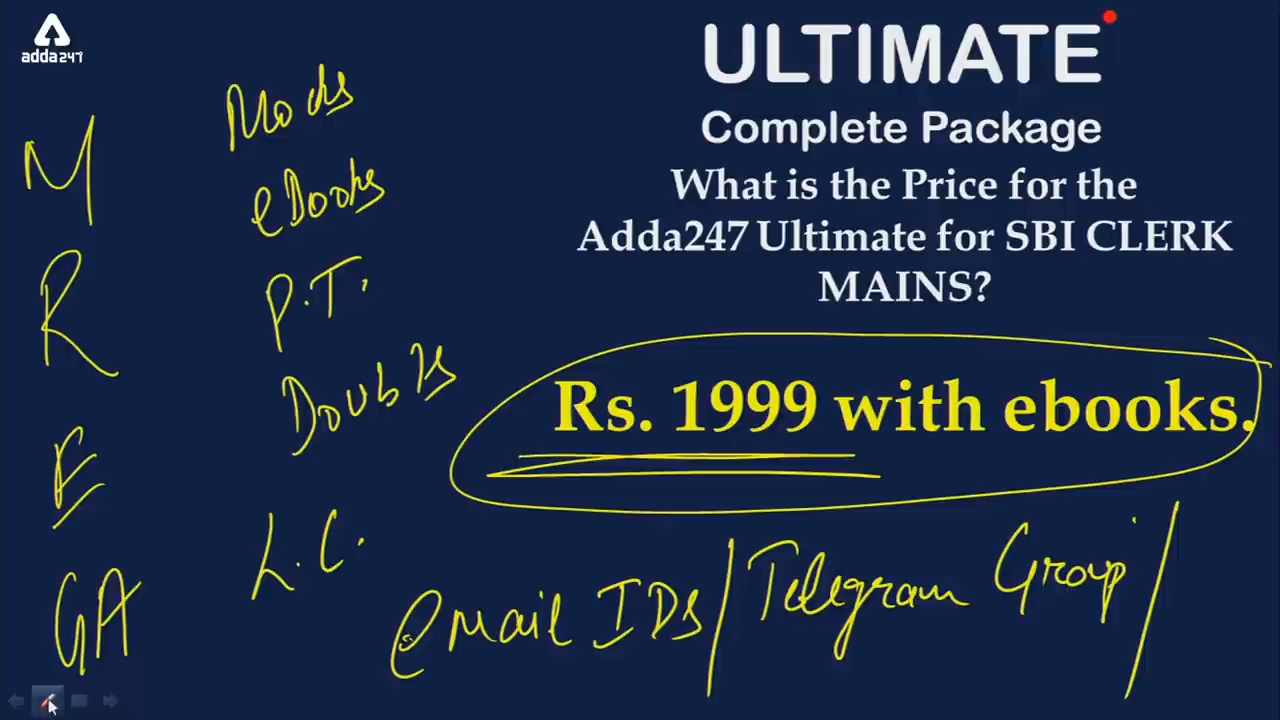 adda247
ULTIMATE
Complete Package
What is the Price for the
Adda247 Ultimate for SBI CLERK
MAINS?
Rs. 1999 with ebooks.
M
R
E
GA
Mocks
eBooks
P.T.
Doubts
L.C.
email IDs/Telegram Group/